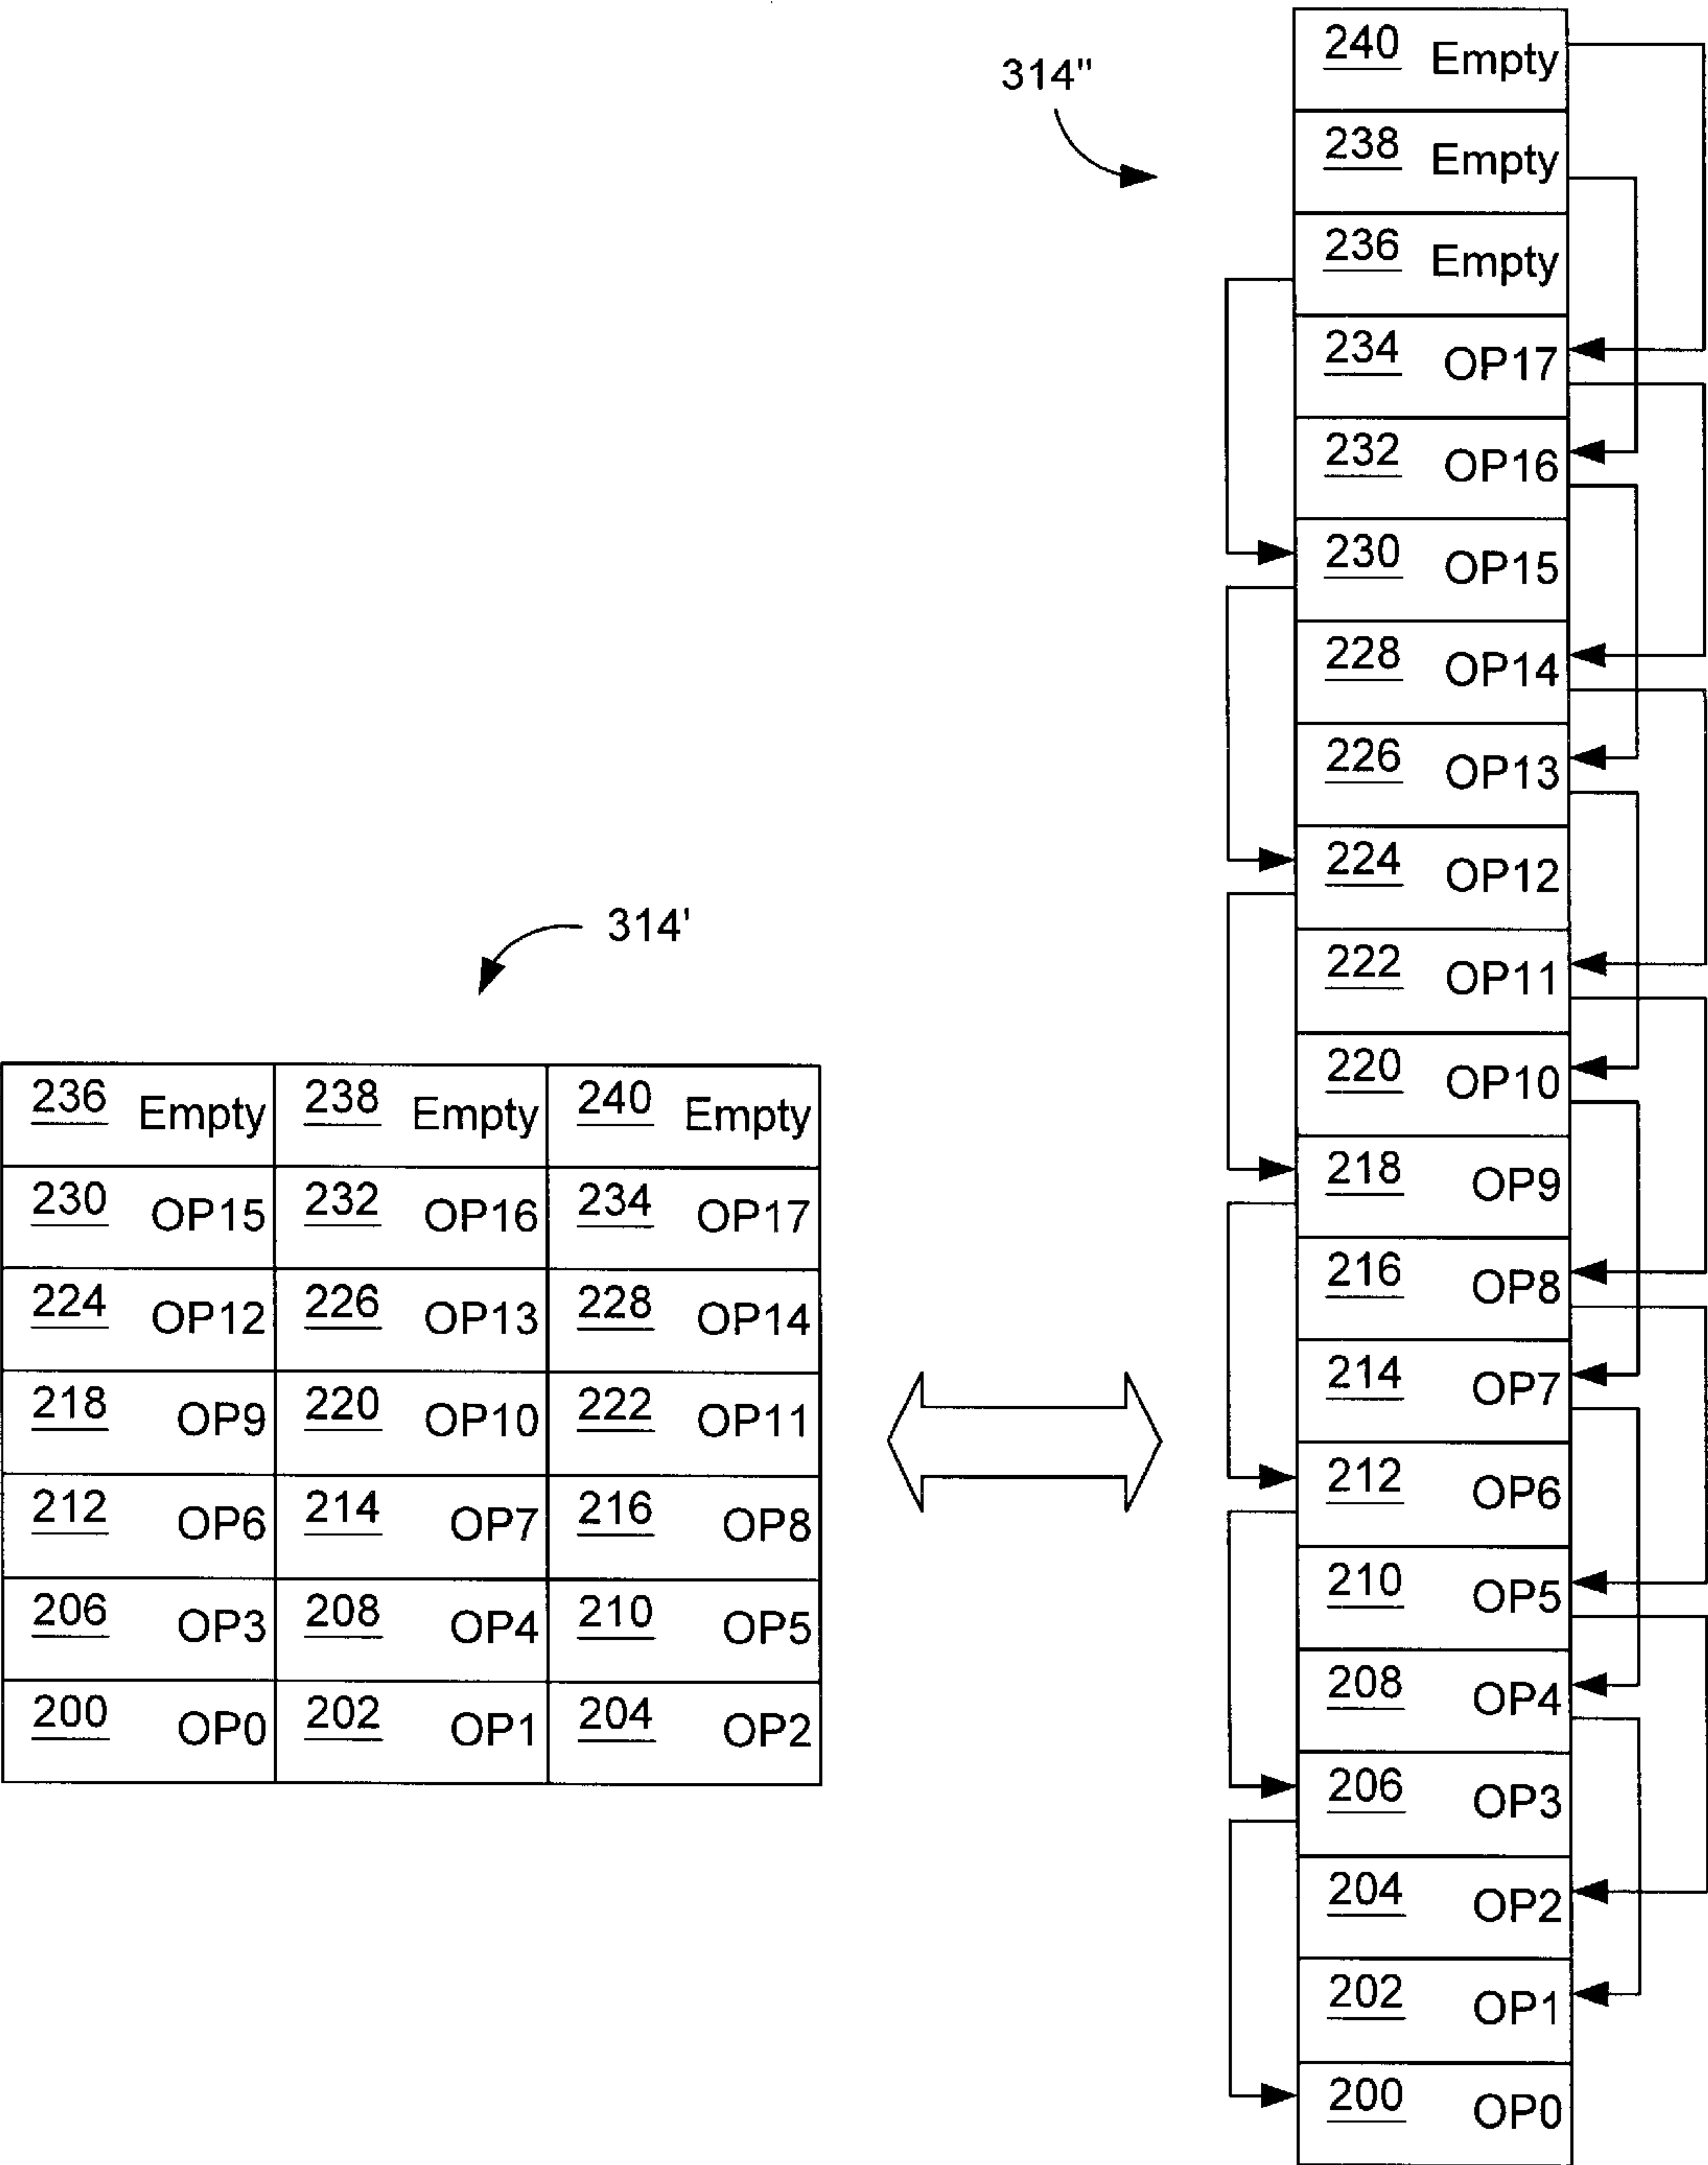 314"
240 Empty
238 Empty
236 Empty
234 OP17
232 OP16
230 OP15
228 OP14
226 OP13
224 OP12
222 OP11
220 OP10
218 OP9
216 OP8
214 OP7
212 OP6
210 OP5
208 OP4
206 OP3
204 OP2
202 OP1
200 OP0
314'
236 Empty 238 Empty 240 Empty
230 OP15 232 OP16 234 OP17
224 OP12 226 OP13 228 OP14
218 OP9 220 OP10 222 OP11
212 OP6 214 OP7 216 OP8
206 OP3 208 OP4 210 OP5
200 OP0 202 OP1 204 OP2